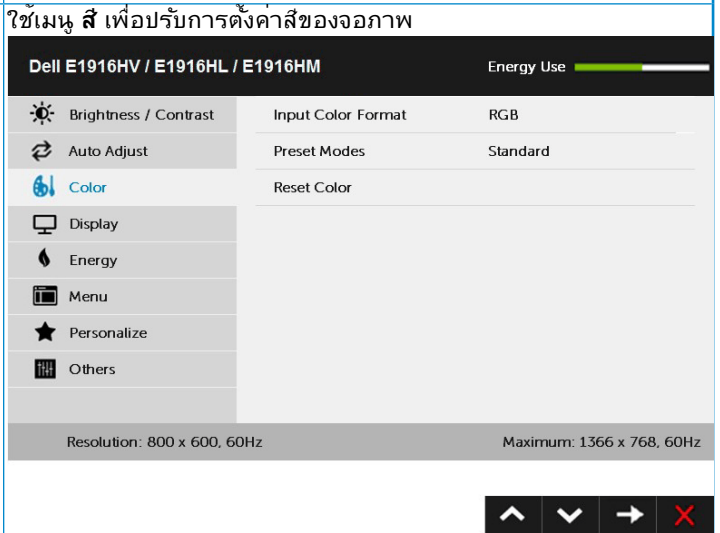 ใช้เมนู สี เพื่อปรับการตั้งค่าสีของจอภาพ
Dell E1916HV / E1916HL / E1916HM
Energy Use
Brightness / Contrast
Input Color Format
RGB
Auto Adjust
Preset Modes
Standard
Color
Reset Color
Display
Energy
Menu
Personalize
Others
Resolution: 800 x 600, 60Hz
Maximum: 1366 x 768, 60Hz